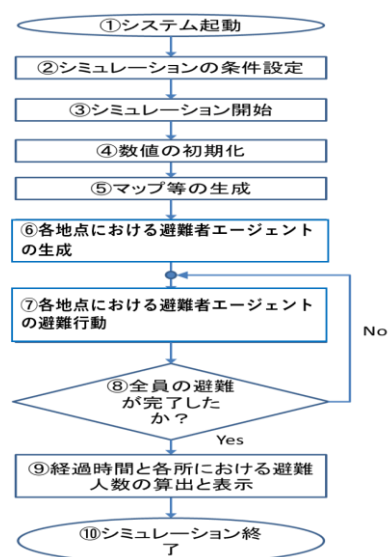 ①システム起動
②シミュレーションの条件設定
③シミュレーション開始
④数値の初期化
⑤マップ等の生成
⑥各地点における避難者エージェント
の生成
⑦各地点における避難者エージェント
の避難行動
No
⑧全員の避難
が完了した
か？
Yes
⑨経過時間と各所における避難
人数の算出と表示
⑩シミュレーション終
了